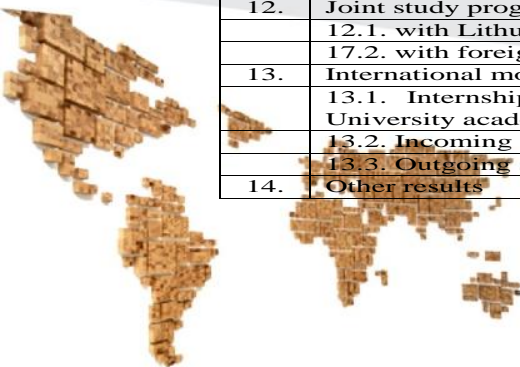 12. Joint study prog
12.1. with Lithu
17.2. with foreig
13. International mo
13.1. Internship
University acad
13.2. Incoming
13.3. Outgoing
14. Other results